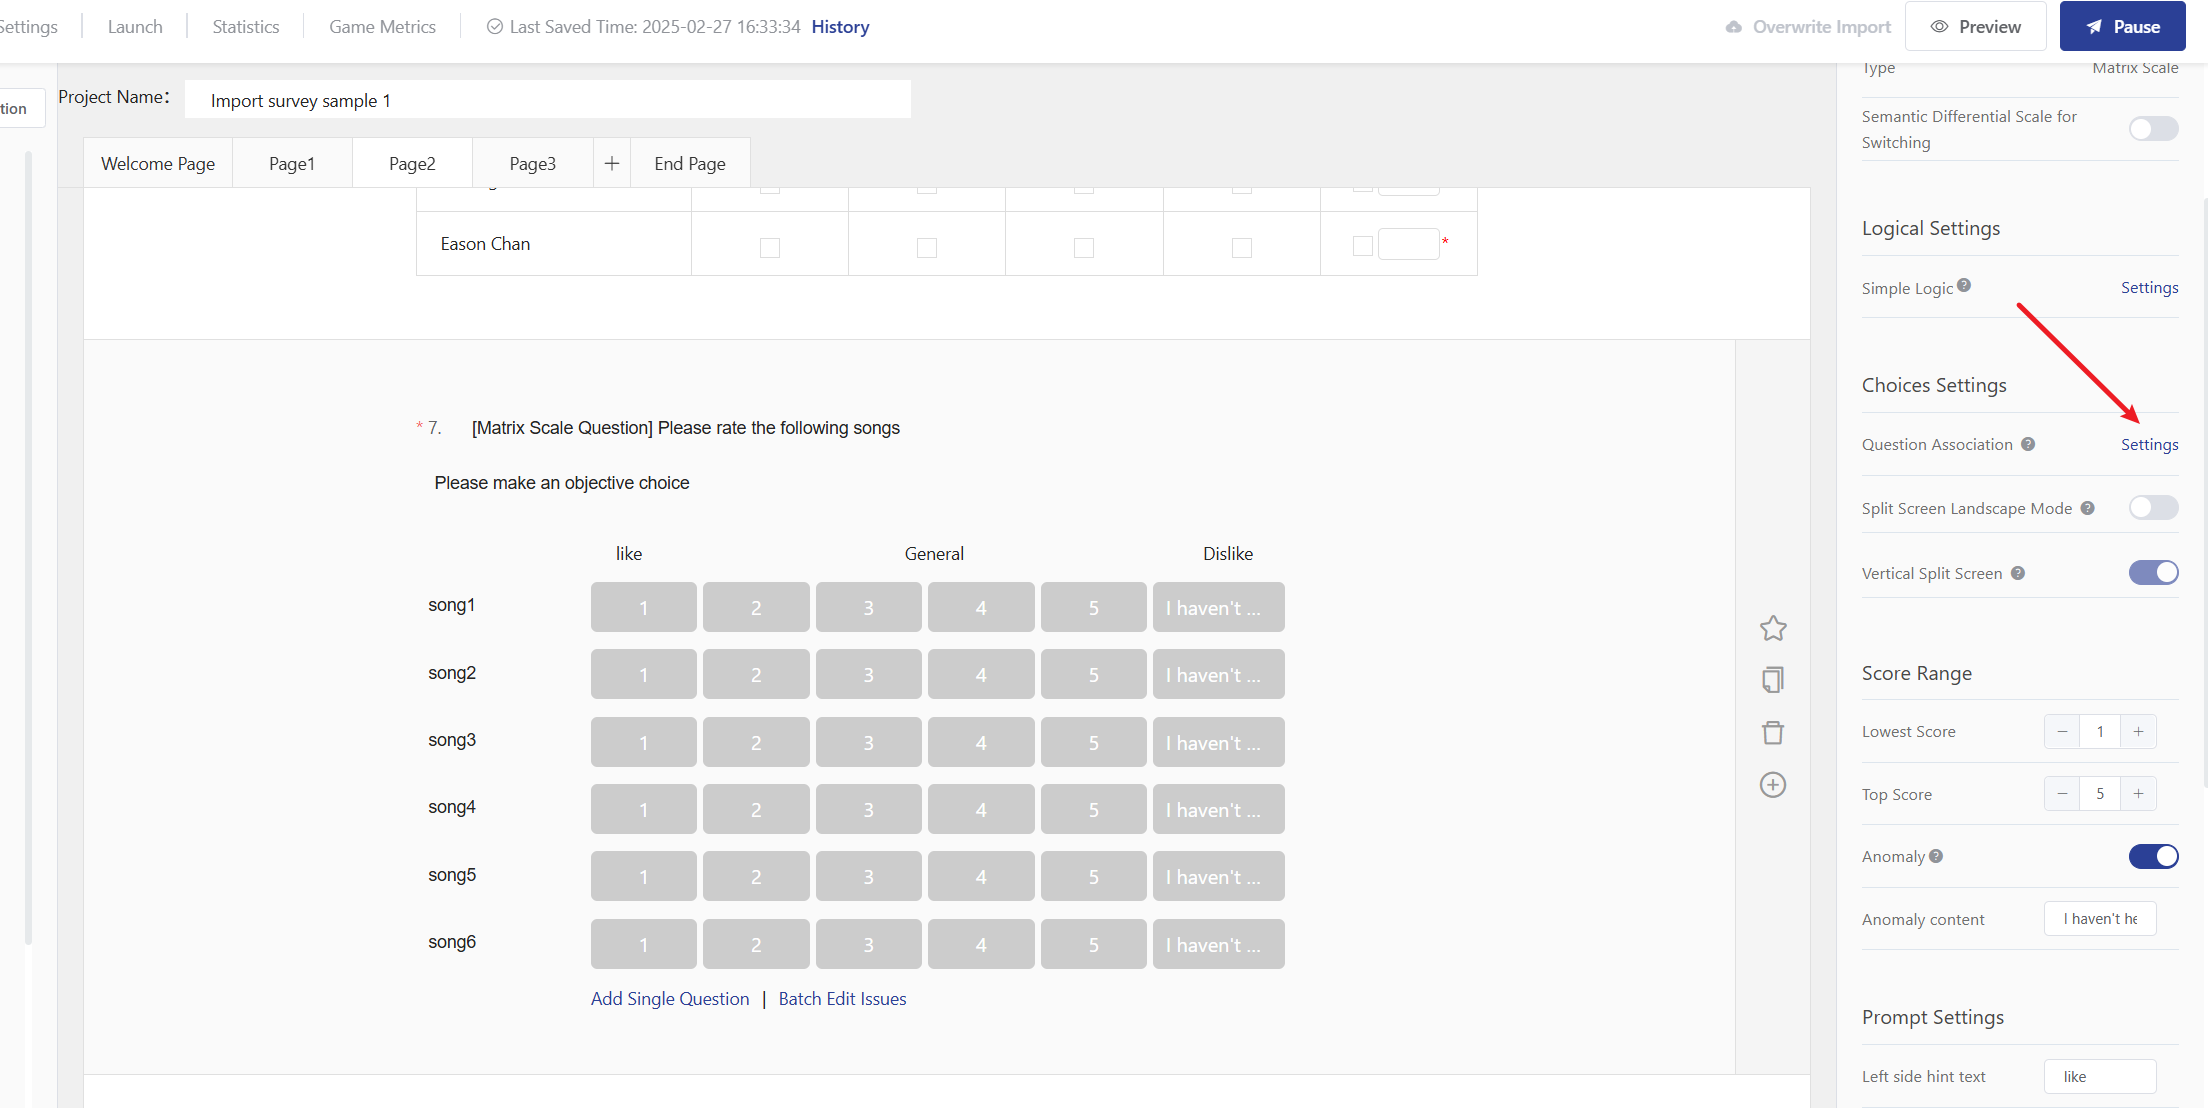 Settings
Launch
Statistics
Game Metrics
Last Saved Time: 2025-02-27 16:33:34 History
Overwrite Import
Preview
Pause
tion
Project Name：
Import survey sample 1
Welcome Page
Page1
Page2
Page3
+
End Page
Eason Chan
*
* 7. [Matrix Scale Question] Please rate the following songs
Please make an objective choice
like General Dislike
song1 1 2 3 4 5 I haven't ...
song2 1 2 3 4 5 I haven't ...
song3 1 2 3 4 5 I haven't ...
song4 1 2 3 4 5 I haven't ...
song5 1 2 3 4 5 I haven't ...
song6 1 2 3 4 5 I haven't ...
Add Single Question | Batch Edit Issues
Type Matrix Scale
Semantic Differential Scale for
Switching
Logical Settings
Simple Logic ? Settings
Choices Settings
Question Association ? Settings
Split Screen Landscape Mode ?
Vertical Split Screen ?
Score Range
Lowest Score − 1 +
Top Score − 5 +
Anomaly ?
Anomaly content I haven't he
Prompt Settings
Left side hint text like